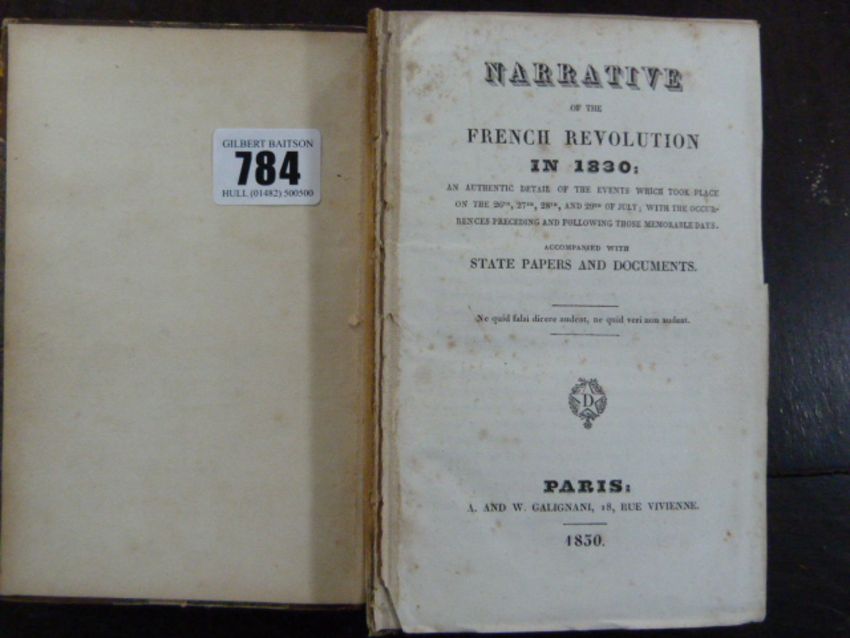 GILBERT BAITSON
784
HULL (01482) 500500
NARRATIVE
OF THE
FRENCH REVOLUTION
IN 1830:
AN AUTHENTIC DETAIL OF THE EVENTS WHICH TOOK PLACE
ON THE 26TH, 27TH, 28TH, AND 29TH OF JULY; WITH THE OCCUR-
RENCES PRECEDING AND FOLLOWING THOSE MEMORABLE DAYS.
ACCOMPANIED WITH
STATE PAPERS AND DOCUMENTS.
Ne quid falsi dicere audeat, ne quid veri non audeat.
D
PARIS:
A. AND W. GALIGNANI, 18, RUE VIVIENNE.
1830.